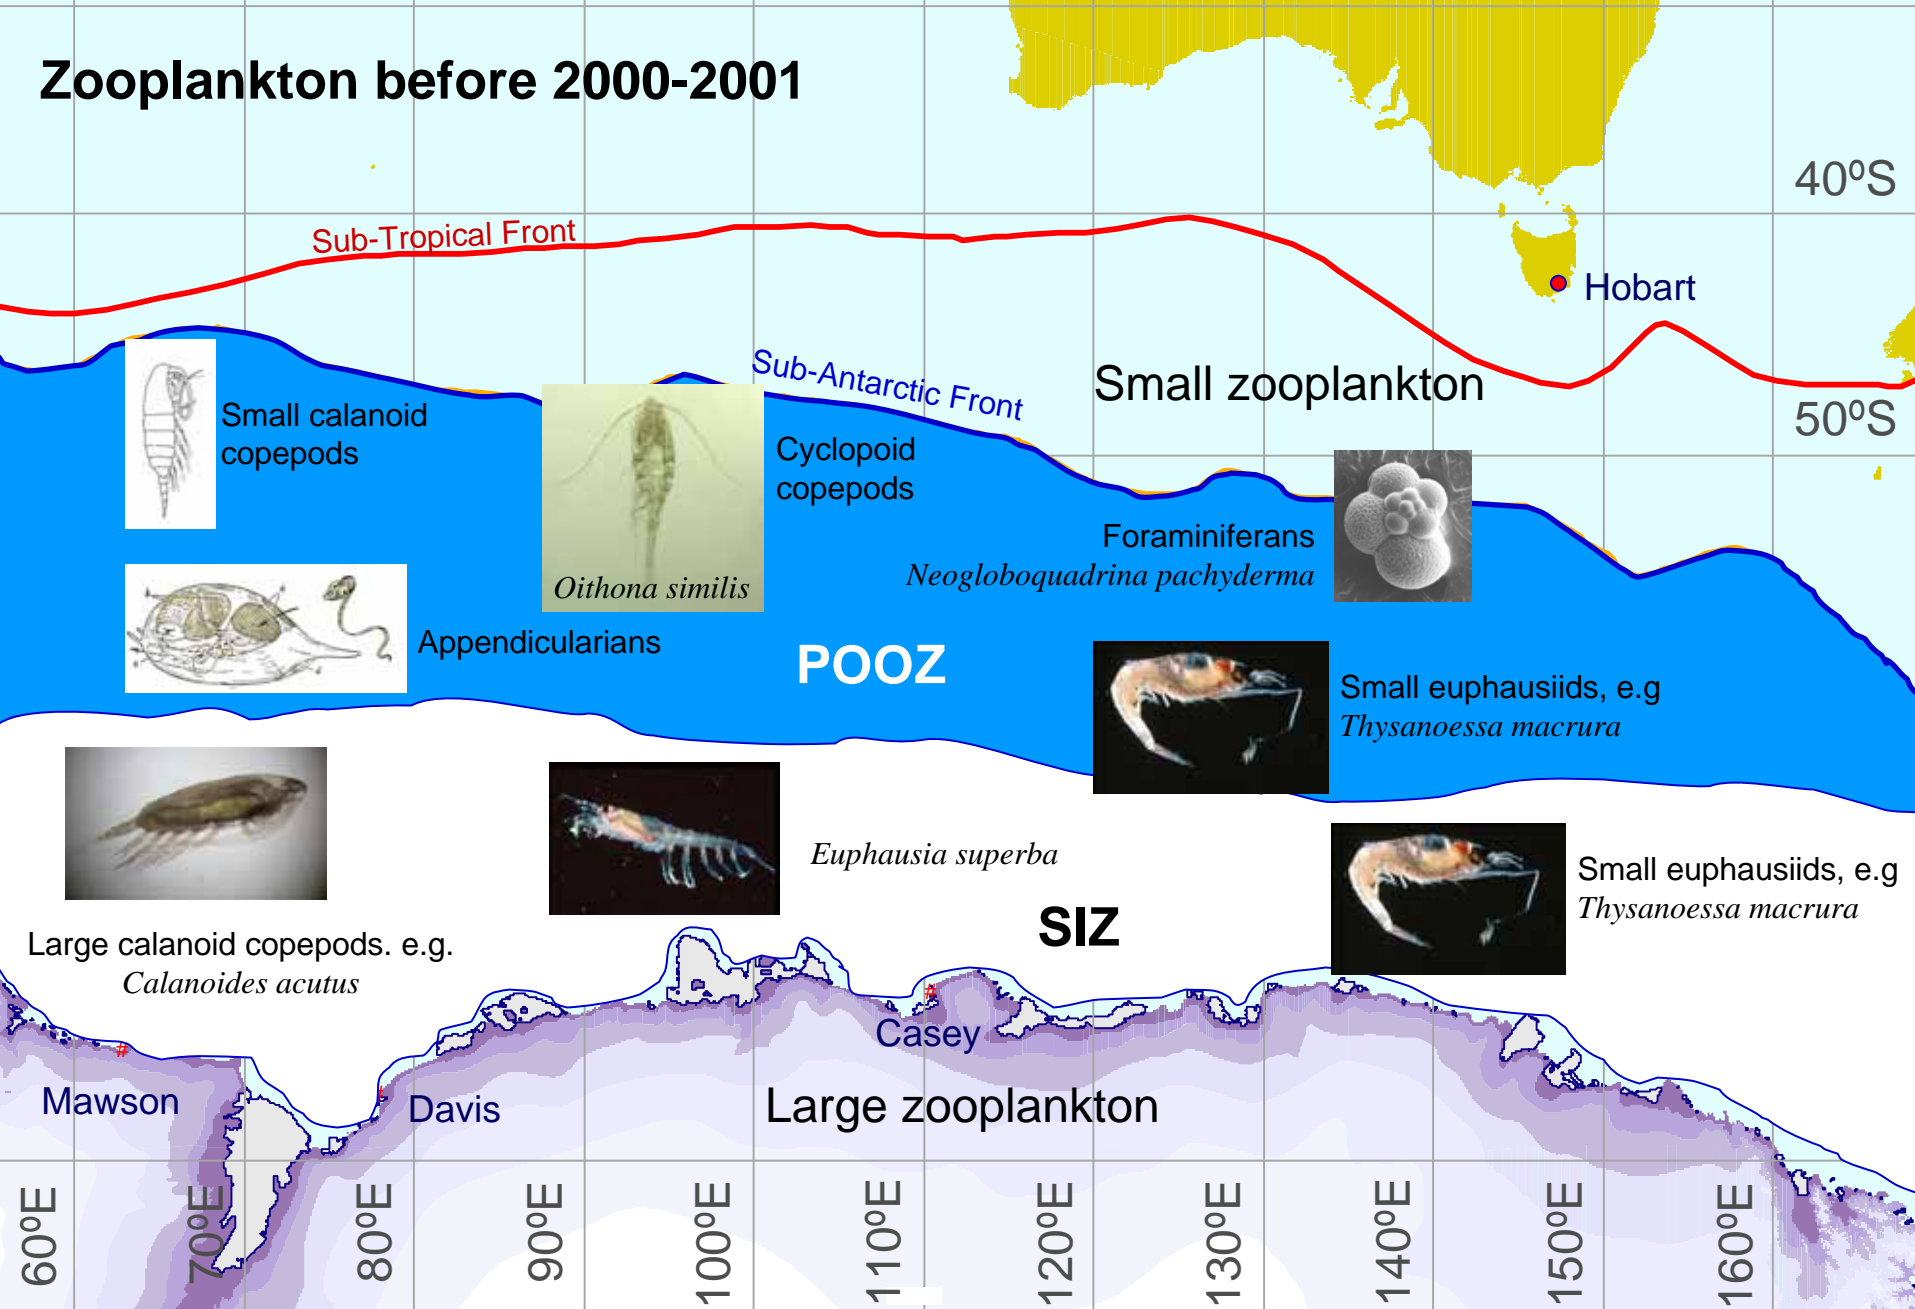 Zooplankton before 2000-2001
40ºS
Sub-Tropical Front
Hobart
Sub-Antarctic Front
Small zooplankton
50ºS
Small calanoid
copepods
Cyclopoid
copepods
Oithona similis
Foraminiferans
Neogloboquadrina pachyderma
Appendicularians
POOZ
Small euphausiids, e.g
Thysanoessa macrura
Euphausia superba
Small euphausiids, e.g
Thysanoessa macrura
SIZ
Large calanoid copepods. e.g.
Calanoides acutus
Casey
Mawson
Davis
Large zooplankton
60ºE
70ºE
80ºE
90ºE
100ºE
110ºE
120ºE
130ºE
140ºE
150ºE
160ºE